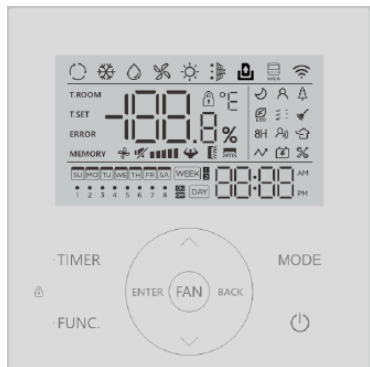 T.ROOM
T.SET
ERROR
MEMORY
-188.8 °E %
8H
SU MO TU WE TH FR SA WEEK
1 2 3 4 5 6 7 8 DAY
88:88 AM
PM
TIMER
MODE
ENTER FAN BACK
FUNC.